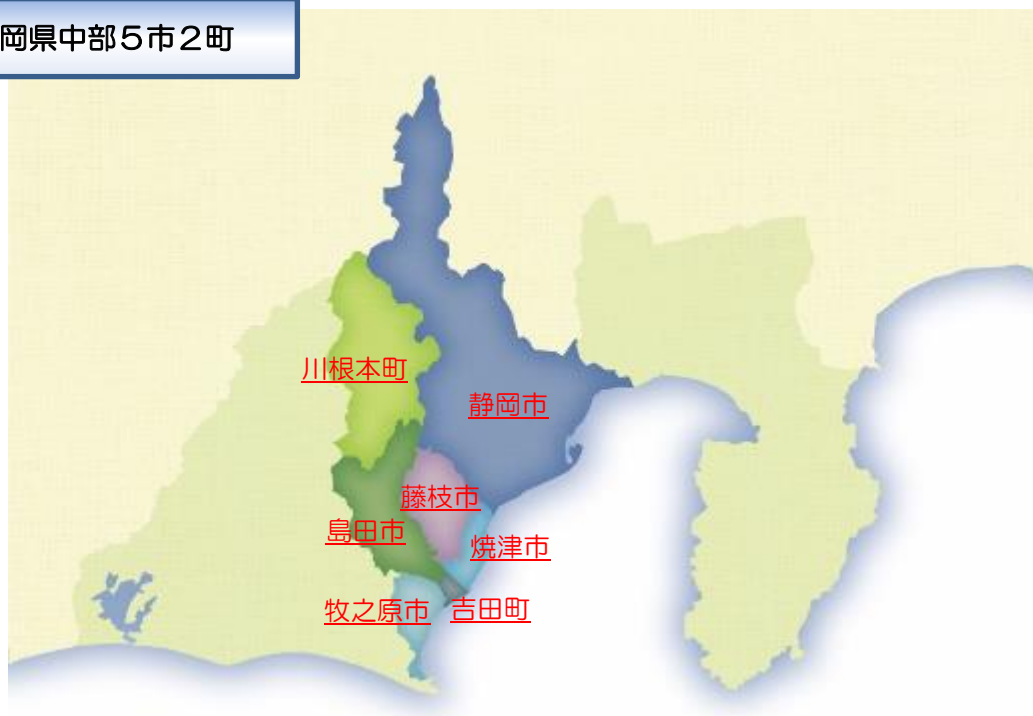 岡県中部５市２町
川根本町
静岡市
藤枝市
島田市
焼津市
牧之原市
吉田町